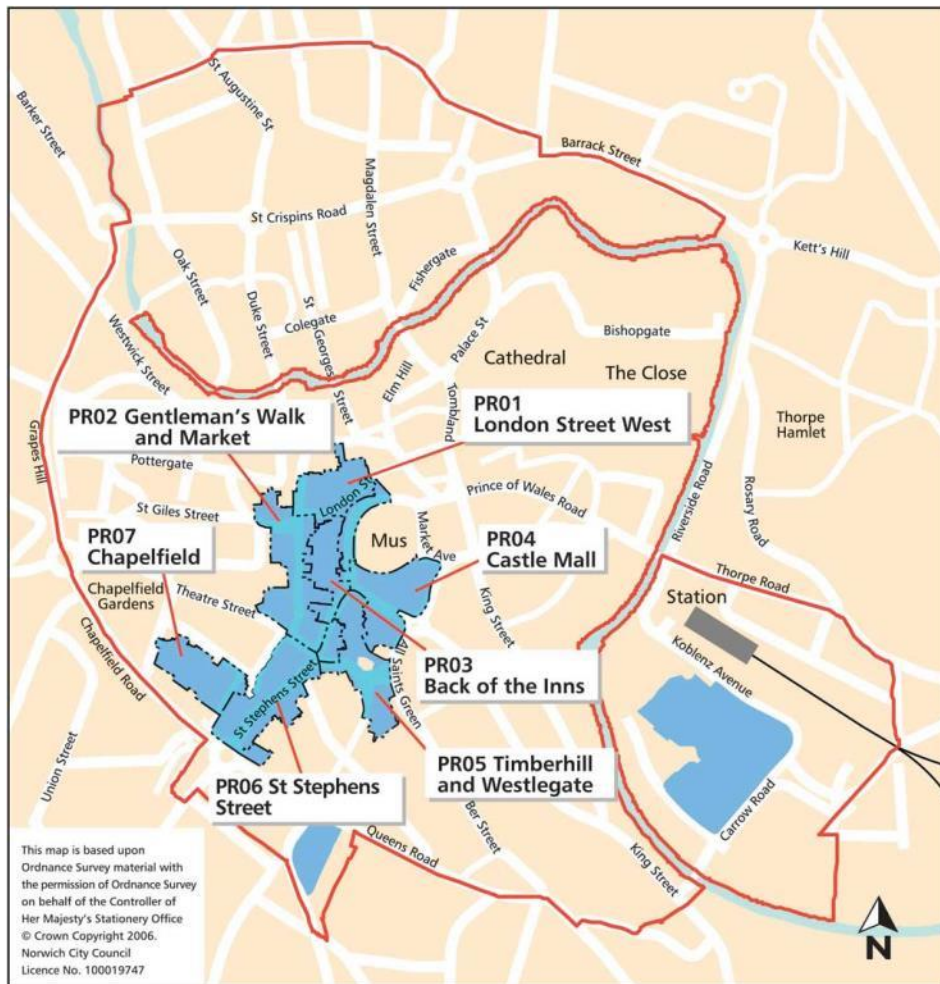 Barker Street
St Augustine St
Magdalen Street
Barrack Street
St Crispins Road
Kett's Hill
Oak Street
Duke Street
St Georges Street
Fishergate
Colegate
Westwick Street
Palace St
Bishopgate
Cathedral
The Close
Elm Hill
Tombland
PR02 Gentleman's Walk
and Market
PR01
London Street West
Thorpe
Hamlet
Grapes Hill
Pottergate
London St
Prince of Wales Road
Riverside Road
Rosary Road
St Giles Street
Mus
Market Ave
PR07
Chapelfield
PR04
Castle Mall
Chapelfield
Gardens
Theatre Street
King Street
Thorpe Road
Station
Koblenz Avenue
Chapelfield Road
All Saints Green
PR03
Back of the Inns
St Stephens Street
Union Street
PR06 St Stephens
Street
PR05 Timberhill
and Westlegate
Carrow Road
Ber Street
Queens Road
King Street
This map is based upon
Ordnance Survey material with
the permission of Ordnance Survey
on behalf of the Controller of
Her Majesty's Stationery Office
© Crown Copyright 2006.
Norwich City Council
Licence No. 100019747
N